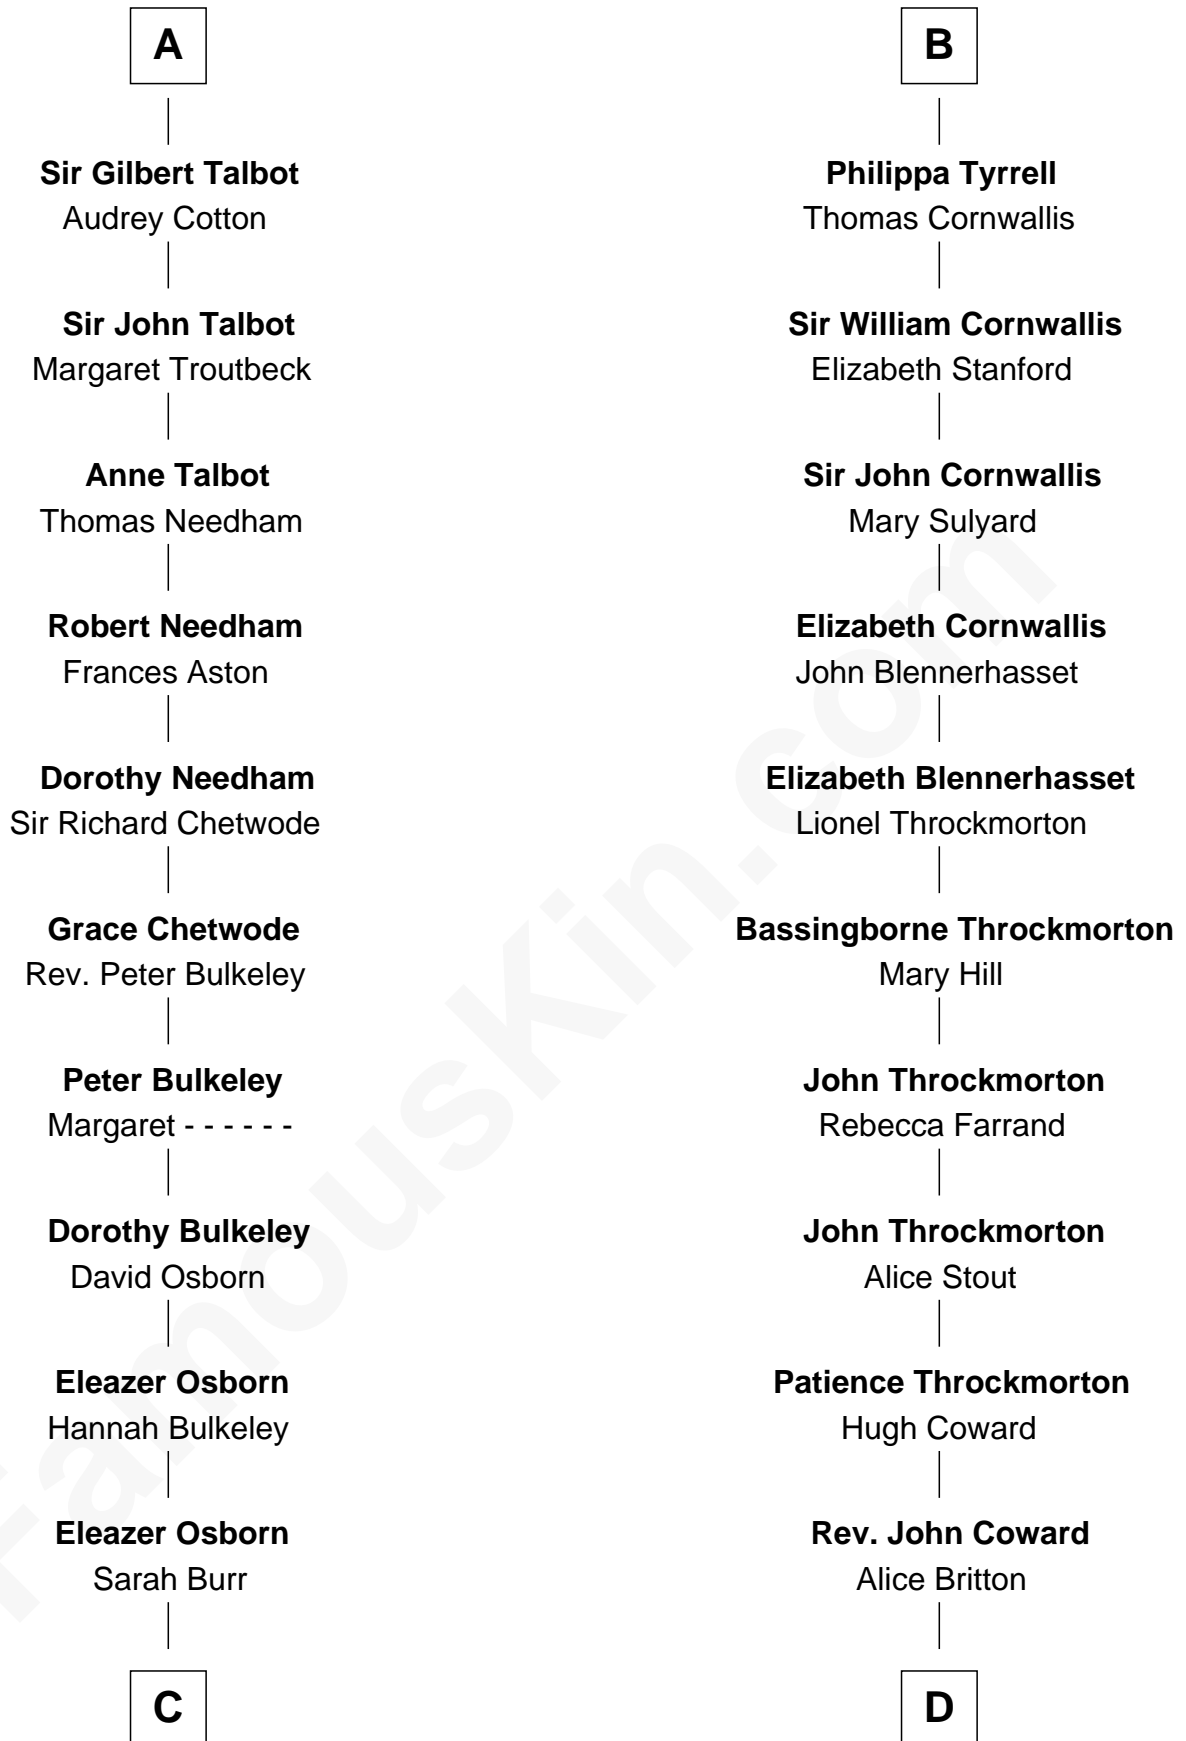 A
Sir Gilbert Talbot
Audrey Cotton
Sir John Talbot
Margaret Troutbeck
Anne Talbot
Thomas Needham
Robert Needham
Frances Aston
Dorothy Needham
Sir Richard Chetwode
Grace Chetwode
Rev. Peter Bulkeley
Peter Bulkeley
Margaret - - - - - -
Dorothy Bulkeley
David Osborn
Eleazer Osborn
Hannah Bulkeley
Eleazer Osborn
Sarah Burr
C
B
Philippa Tyrrell
Thomas Cornwallis
Sir William Cornwallis
Elizabeth Stanford
Sir John Cornwallis
Mary Sulyard
Elizabeth Cornwallis
John Blennerhasset
Elizabeth Blennerhasset
Lionel Throckmorton
Bassingborne Throckmorton
Mary Hill
John Throckmorton
Rebecca Farrand
John Throckmorton
Alice Stout
Patience Throckmorton
Hugh Coward
Rev. John Coward
Alice Britton
D
FamousKin.com